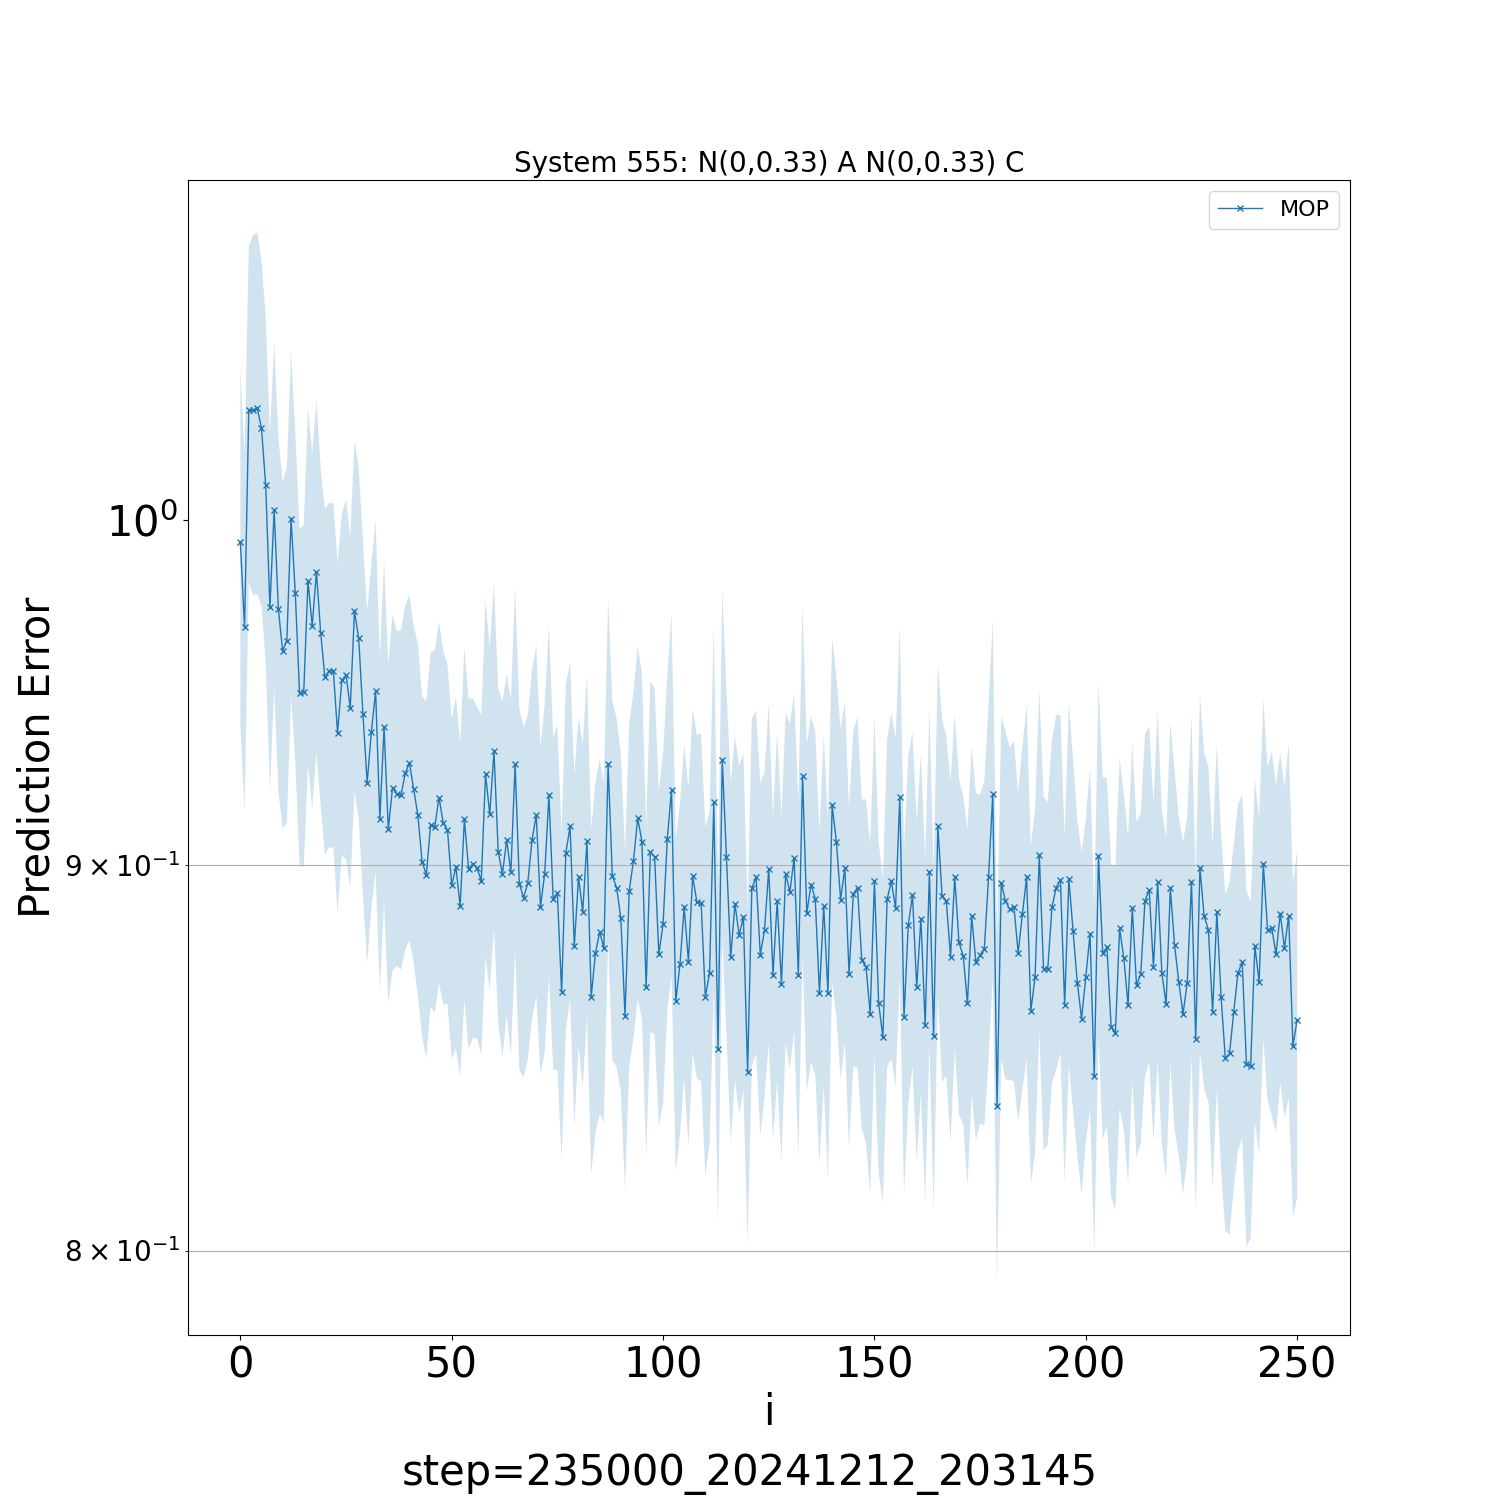 System 555: N(0,0.33) A N(0,0.33) C
MOP
Prediction Error
10⁰
9 × 10⁻¹
8 × 10⁻¹
0 50 100 150 200 250
i
step=235000_20241212_203145